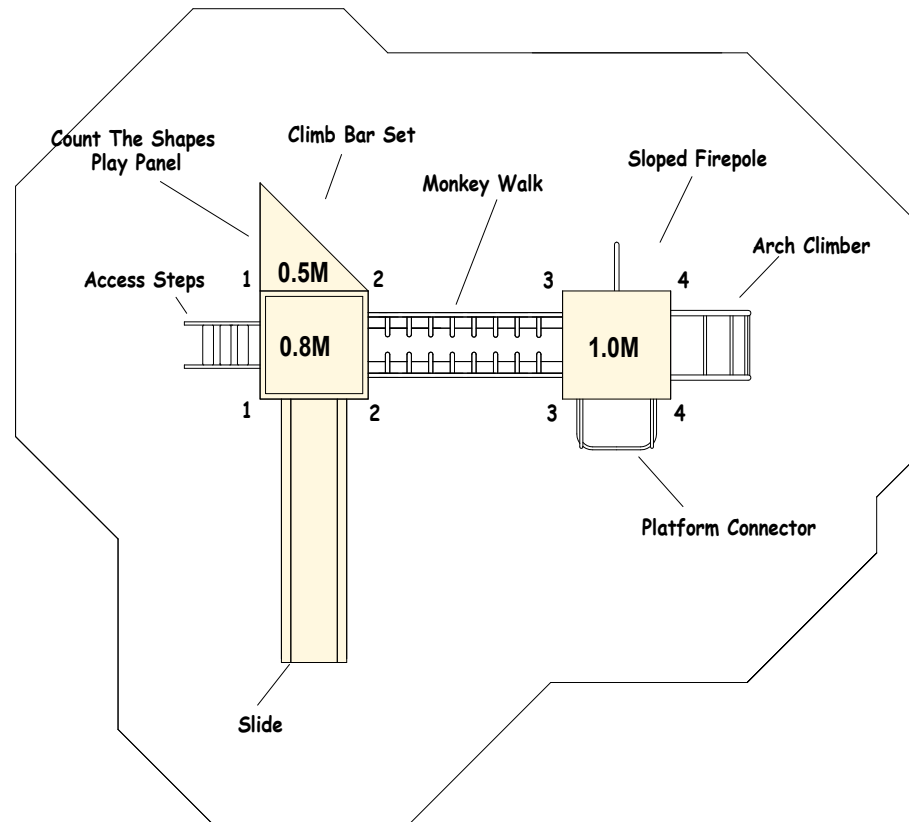 Count The Shapes
Play Panel
Climb Bar Set
Monkey Walk
Sloped Firepole
Arch Climber
Access Steps
1
0.5M
2
3
4
0.8M
1.0M
1
2
3
4
Platform Connector
Slide